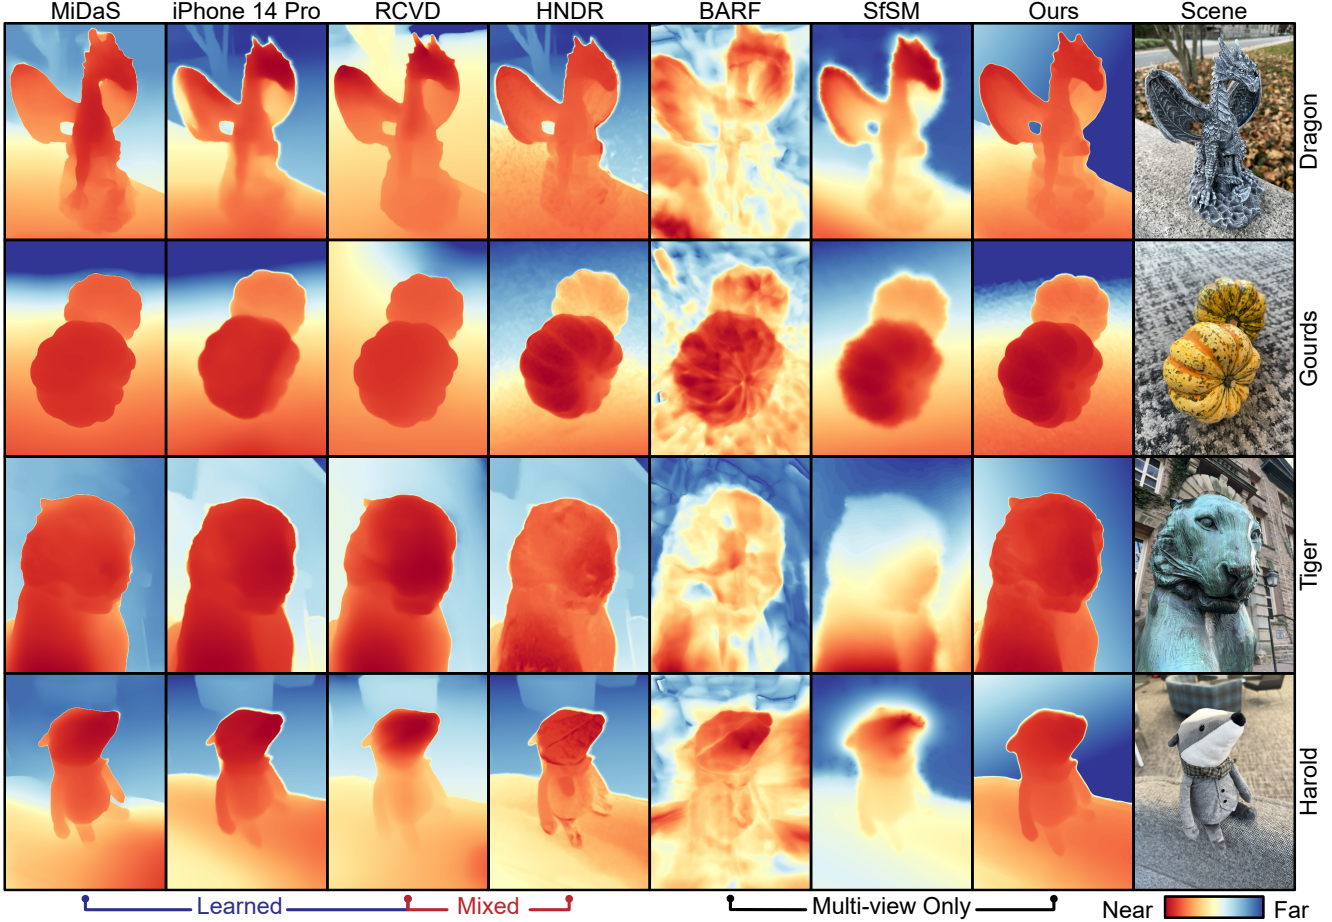 MiDaS iPhone 14 Pro RCVD HNDR BARF SfSM Ours Scene
Dragon
Gourds
Tiger
Harold
Learned Mixed Multi-view Only Near Far